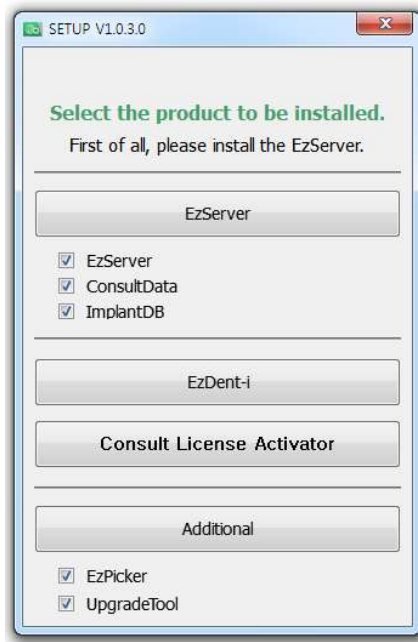 SETUP V1.0.3.0
Select the product to be installed.
First of all, please install the EzServer.
EzServer
EzServer
ConsultData
ImplantDB
EzDent-i
Consult License Activator
Additional
EzPicker
UpgradeTool